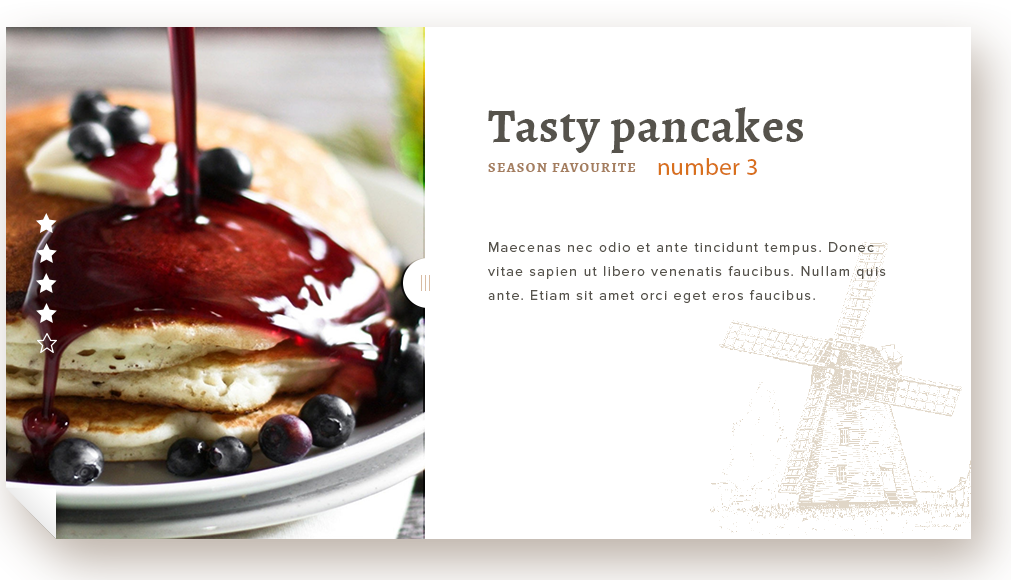 Tasty pancakes
SEASON FAVOURITE number 3
Maecenas nec odio et ante tincidunt tempus. Donec
vitae sapien ut libero venenatis faucibus. Nullam quis
ante. Etiam sit amet orci eget eros faucibus.